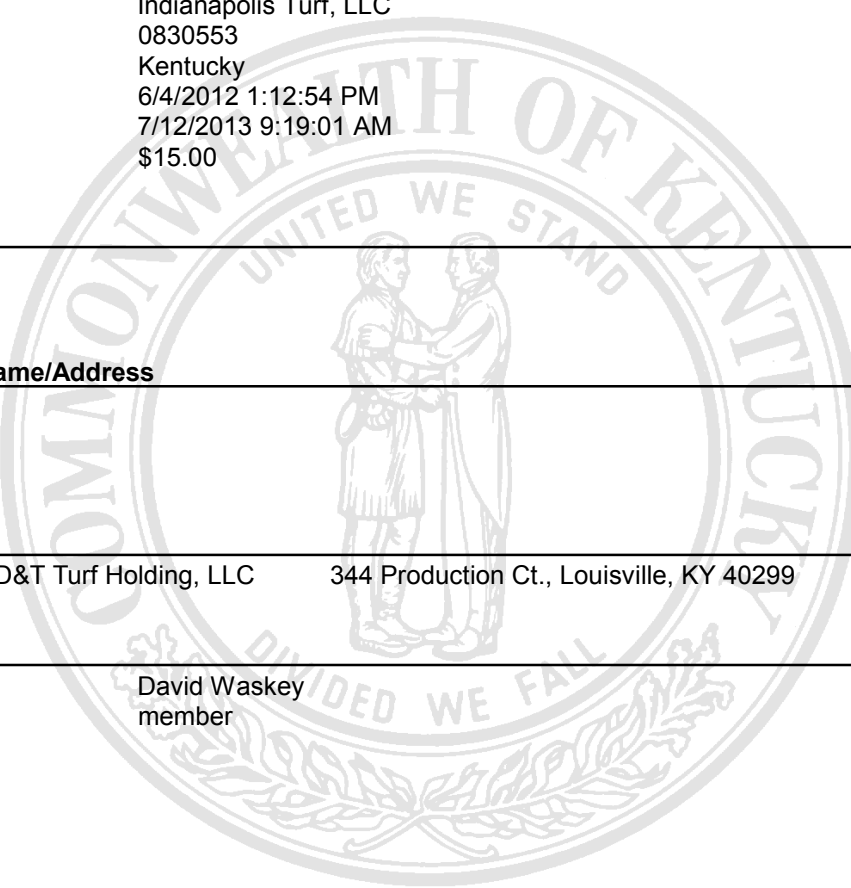 Indianapolis Turf, LLC
0830553
Kentucky
6/4/2012 1:12:54 PM
7/12/2013 9:19:01 AM
$15.00
COMMONWEALTH OF KENTUCKY
UNITED WE STAND
ame/Address
D&T Turf Holding, LLC 344 Production Ct., Louisville, KY 40299
DIVIDED WE FALL
David Waskey
member